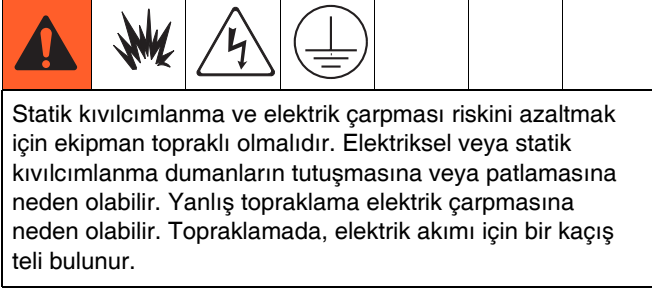 Statik kıvılcımlanma ve elektrik çarpması riskini azaltmak
için ekipman topraklı olmalıdır. Elektriksel veya statik
kıvılcımlanma dumanların tutuşmasına veya patlamasına
neden olabilir. Yanlış topraklama elektrik çarpmasına
neden olabilir. Topraklamada, elektrik akımı için bir kaçış
teli bulunur.